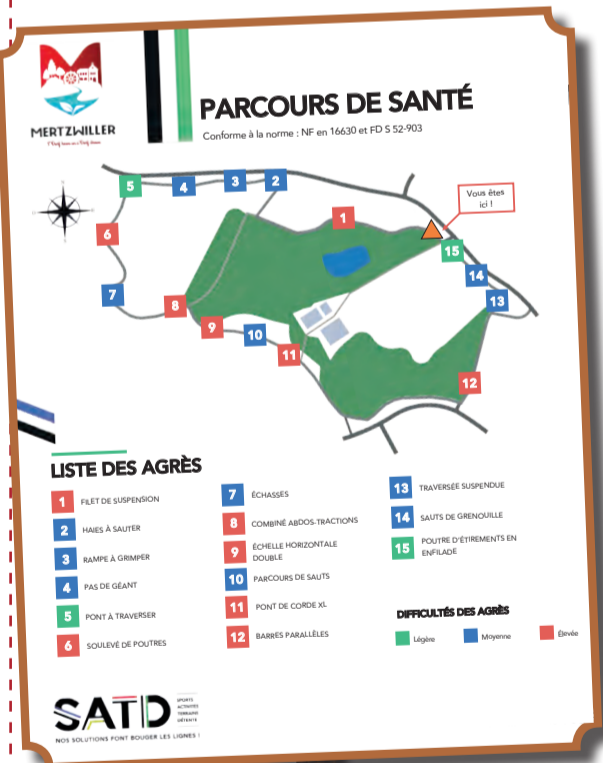 MERTZWILLER
PARCOURS DE SANTÉ
Conforme à la norme : NF en 16630 et FD S 52-903
Vous êtes
ici !
5
4
3
2
1
6
15
14
7
8
13
9
10
11
12
LISTE DES AGRÈS
1 FILET DE SUSPENSION
2 HAIES À SAUTER
3 RAMPE À GRIMPER
4 PAS DE GÉANT
5 PONT À TRAVERSER
6 SOULEVÉ DE POUTRES
7 ÉCHASSES
8 COMBINÉ ABDOS-TRACTIONS
9 ÉCHELLE HORIZONTALE
DOUBLE
10 PARCOURS DE SAUTS
11 PONT DE CORDE XL
12 BARRES PARALLÈLES
13 TRAVERSÉE SUSPENDUE
14 SAUTS DE GRENOUILLE
15 POUTRE D'ÉTIREMENTS EN
ENFILADE
DIFFICULTÉS DES AGRÈS
Légère
Moyenne
Élevée
SATD
SPORTS
ACTIVITÉS
TERRAINS
DÉTENTE
NOS SOLUTIONS FONT BOUGER LES LIGNES !